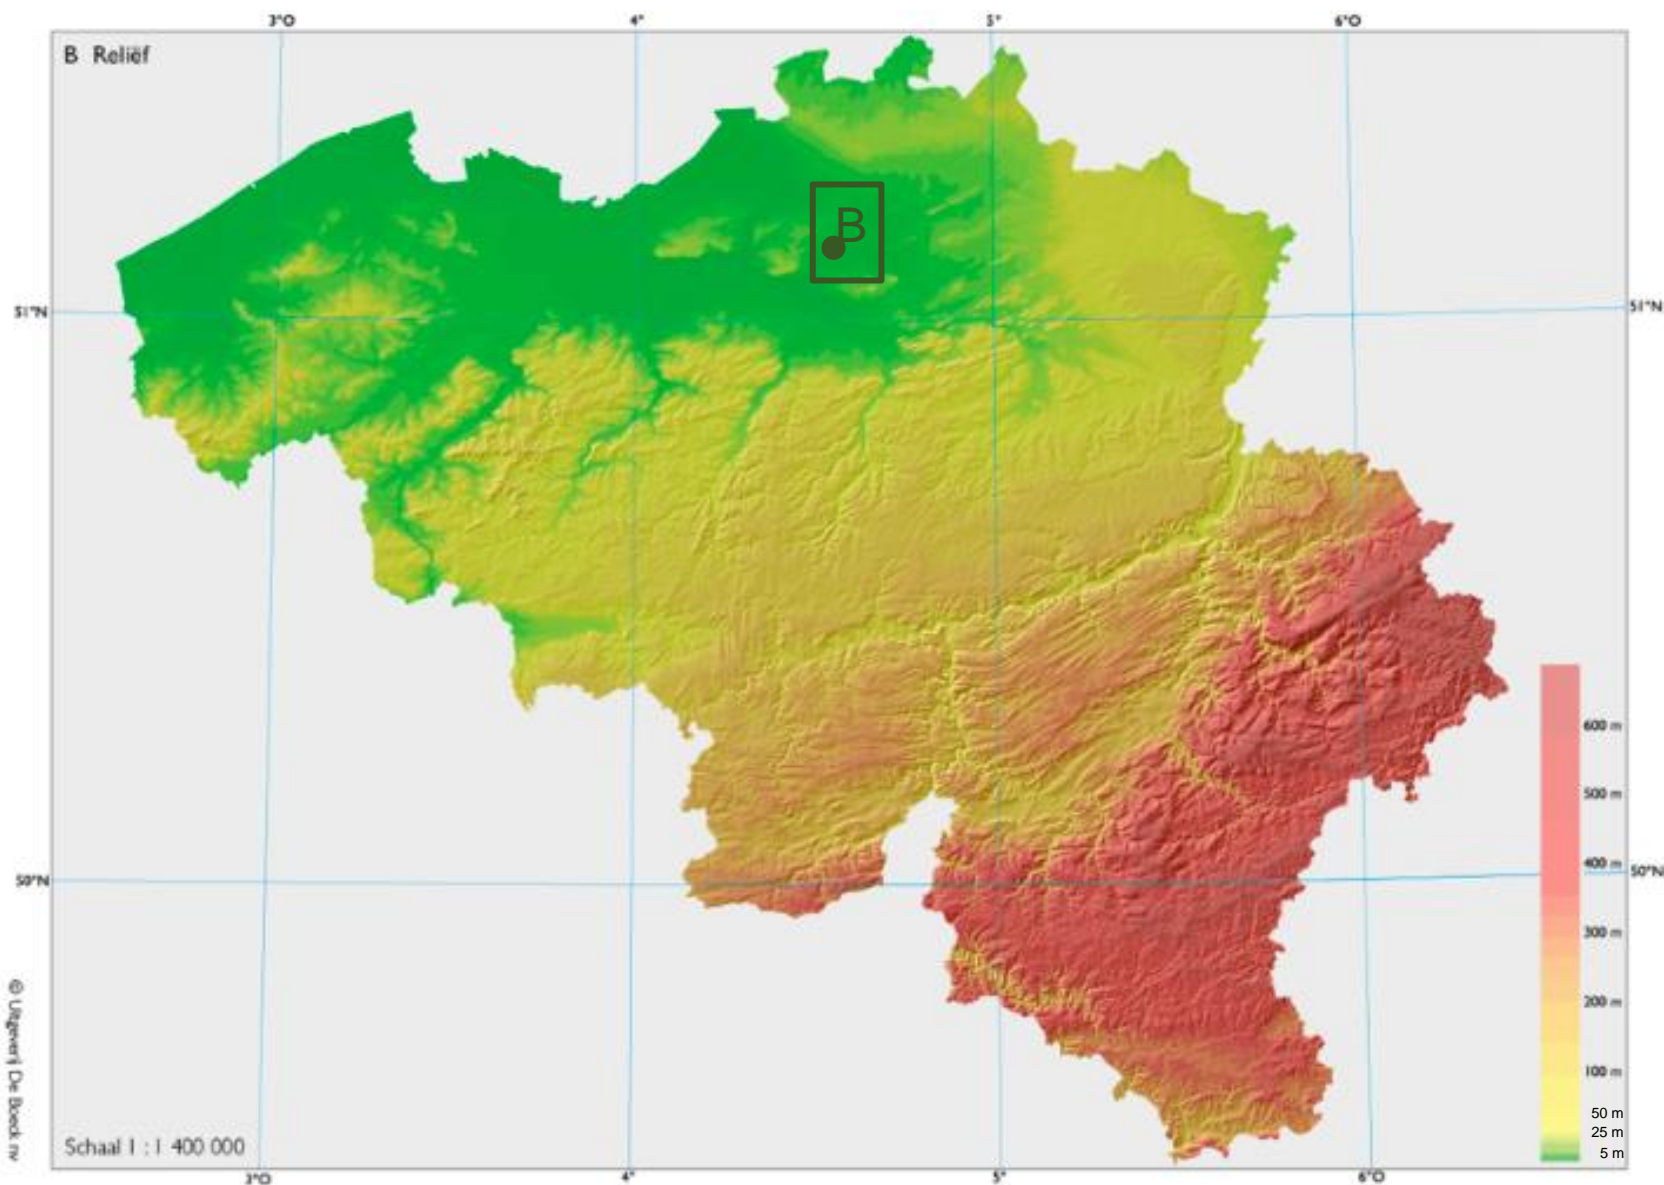 3°O 4° 5° 6°O
B Reliëf
B
51°N 51°N
600 m
500 m
400 m
50°N 50°N
300 m
200 m
100 m
50 m
25 m
5 m
Schaal 1 : 1 400 000
3°O 4° 5° 6°O
© Uitgeverij De Boeck nv